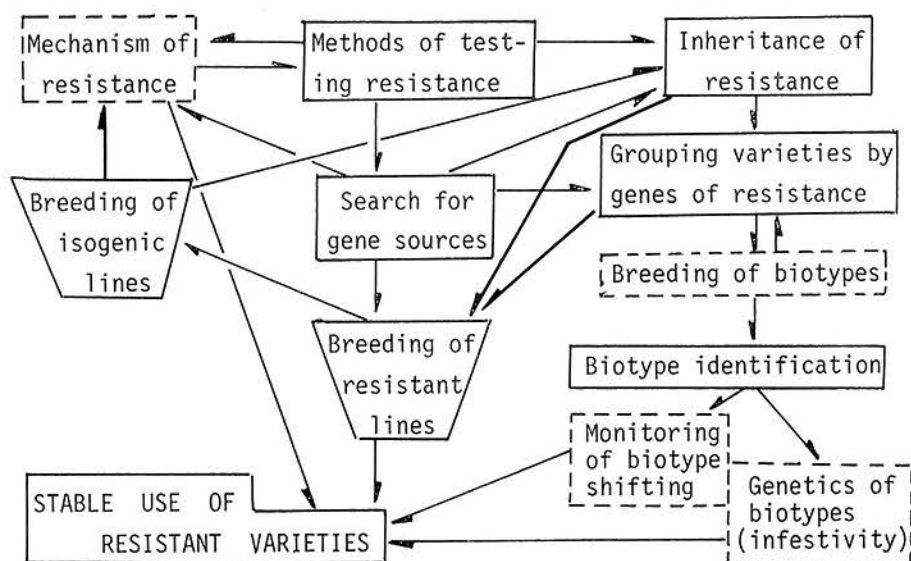 Mechanism of
resistance
Methods of test-
ing resistance
Inheritance of
resistance
Grouping varieties by
genes of resistance
Breeding of
isogenic
lines
Search for
gene sources
Breeding of biotypes
Breeding of
resistant
lines
Biotype identification
Monitoring
of biotype
shifting
Genetics of
biotypes
(infestivity)
STABLE USE OF
RESISTANT VARIETIES